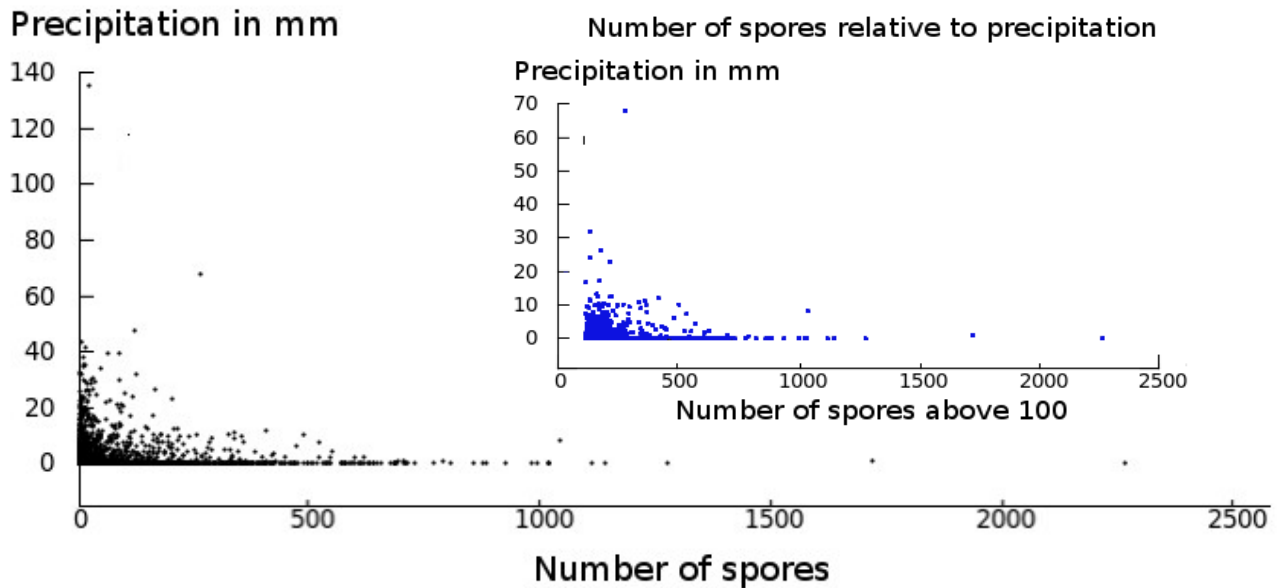 Precipitation in mm
140
120
100
80
60
40
20
0
0 500 1000 1500 2000 2500
Number of spores
Number of spores relative to precipitation
Precipitation in mm
70
60
50
40
30
20
10
0
0 500 1000 1500 2000 2500
Number of spores above 100